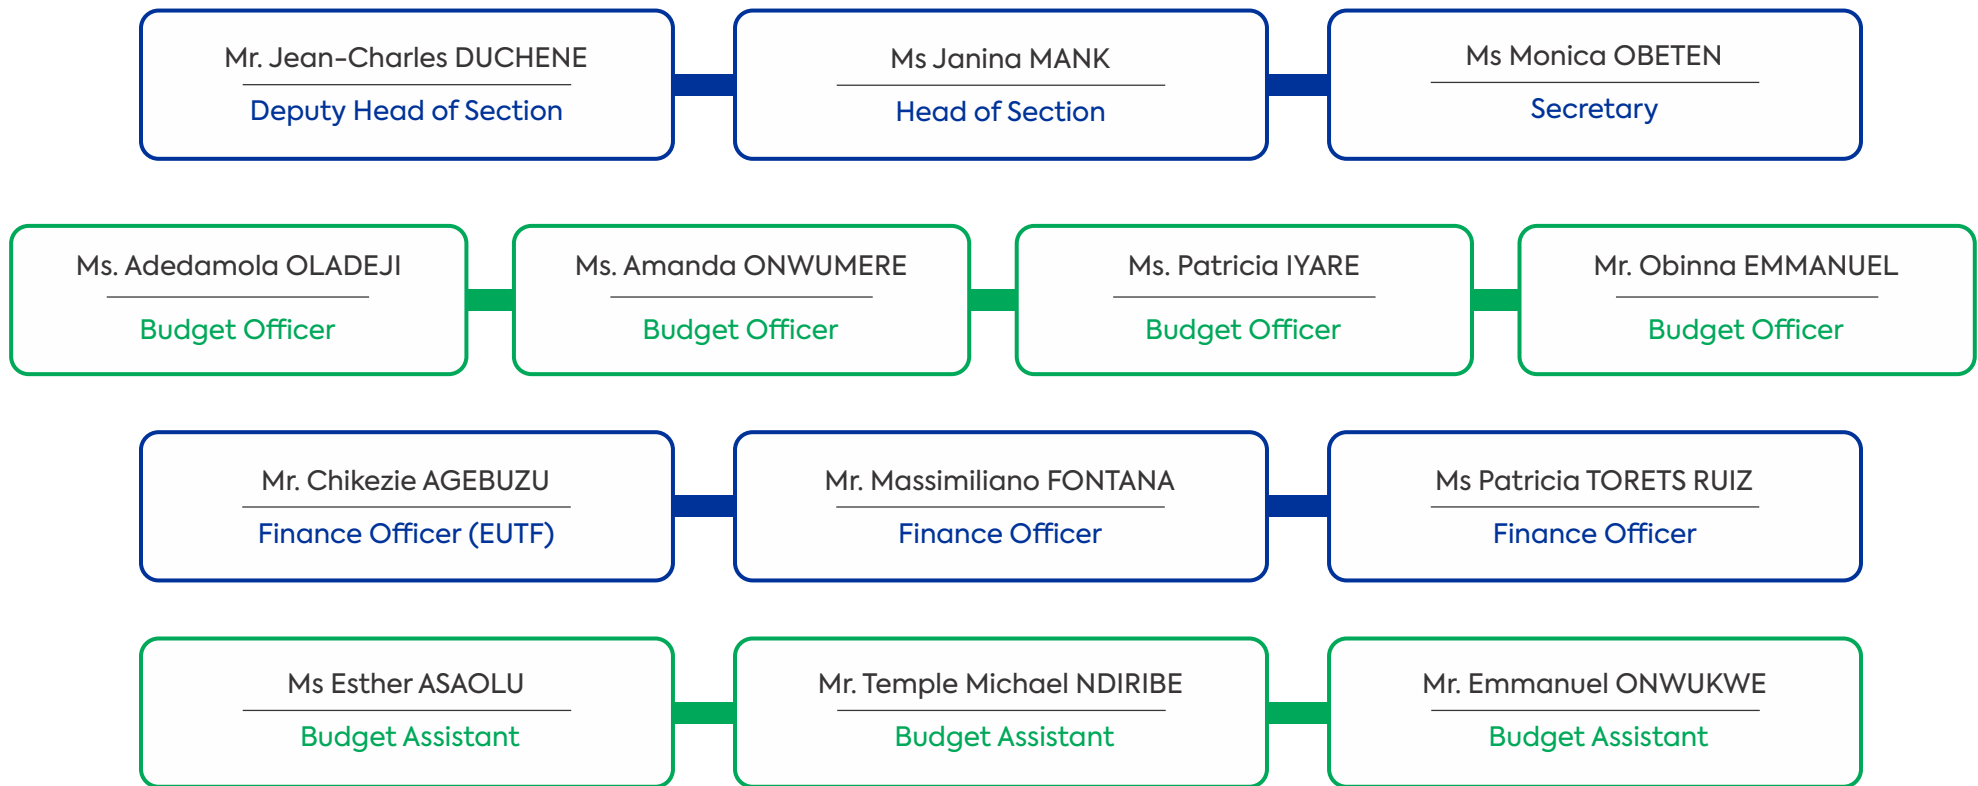 Mr. Jean-Charles DUCHENE
Deputy Head of Section
Ms Janina MANK
Head of Section
Ms Monica OBETEN
Secretary
Ms. Adedamola OLADEJI
Budget Officer
Ms. Amanda ONWUMERE
Budget Officer
Ms. Patricia IYARE
Budget Officer
Mr. Obinna EMMANUEL
Budget Officer
Mr. Chikezie AGEBUZU
Finance Officer (EUTF)
Mr. Massimiliano FONTANA
Finance Officer
Ms Patricia TORETS RUIZ
Finance Officer
Ms Esther ASAOLU
Budget Assistant
Mr. Temple Michael NDIRIBE
Budget Assistant
Mr. Emmanuel ONWUKWE
Budget Assistant